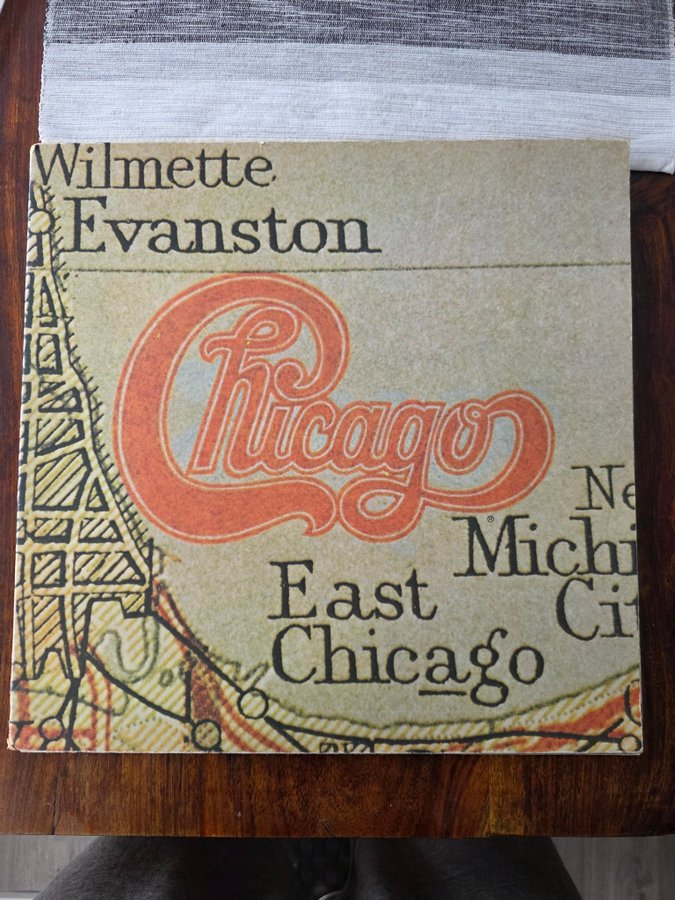 Wilmette
Evanston
Chicago
Ne
®
Michi
Cit
East
Chicago